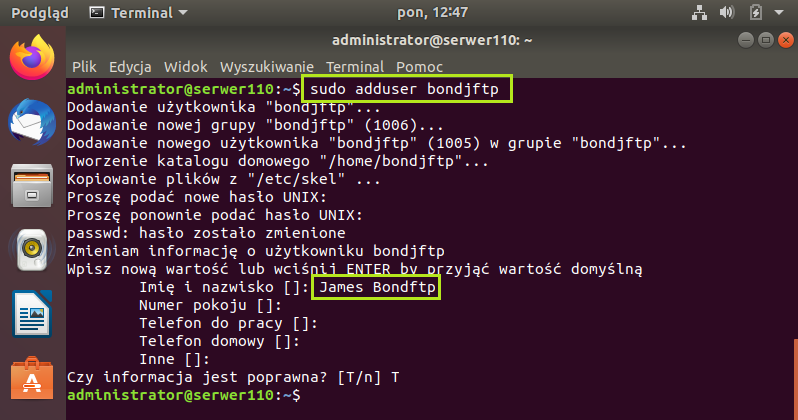 Podgląd Terminal pon, 12:47
administrator@serwer110: ~
Plik Edycja Widok Wyszukiwanie Terminal Pomoc
administrator@serwer110:~$ sudo adduser bondjftp
Dodawanie użytkownika "bondjftp"...
Dodawanie nowej grupy "bondjftp" (1006)...
Dodawanie nowego użytkownika "bondjftp" (1005) w grupie "bondjftp"...
Tworzenie katalogu domowego "/home/bondjftp"...
Kopiowanie plików z "/etc/skel" ...
Proszę podać nowe hasło UNIX:
Proszę ponownie podać hasło UNIX:
passwd: hasło zostało zmienione
Zmieniam informację o użytkowniku bondjftp
Wpisz nową wartość lub wciśnij ENTER by przyjąć wartość domyślną
Imię i nazwisko []: James Bondftp
Numer pokoju []:
Telefon do pracy []:
Telefon domowy []:
Inne []:
Czy informacja jest poprawna? [T/n] T
administrator@serwer110:~$